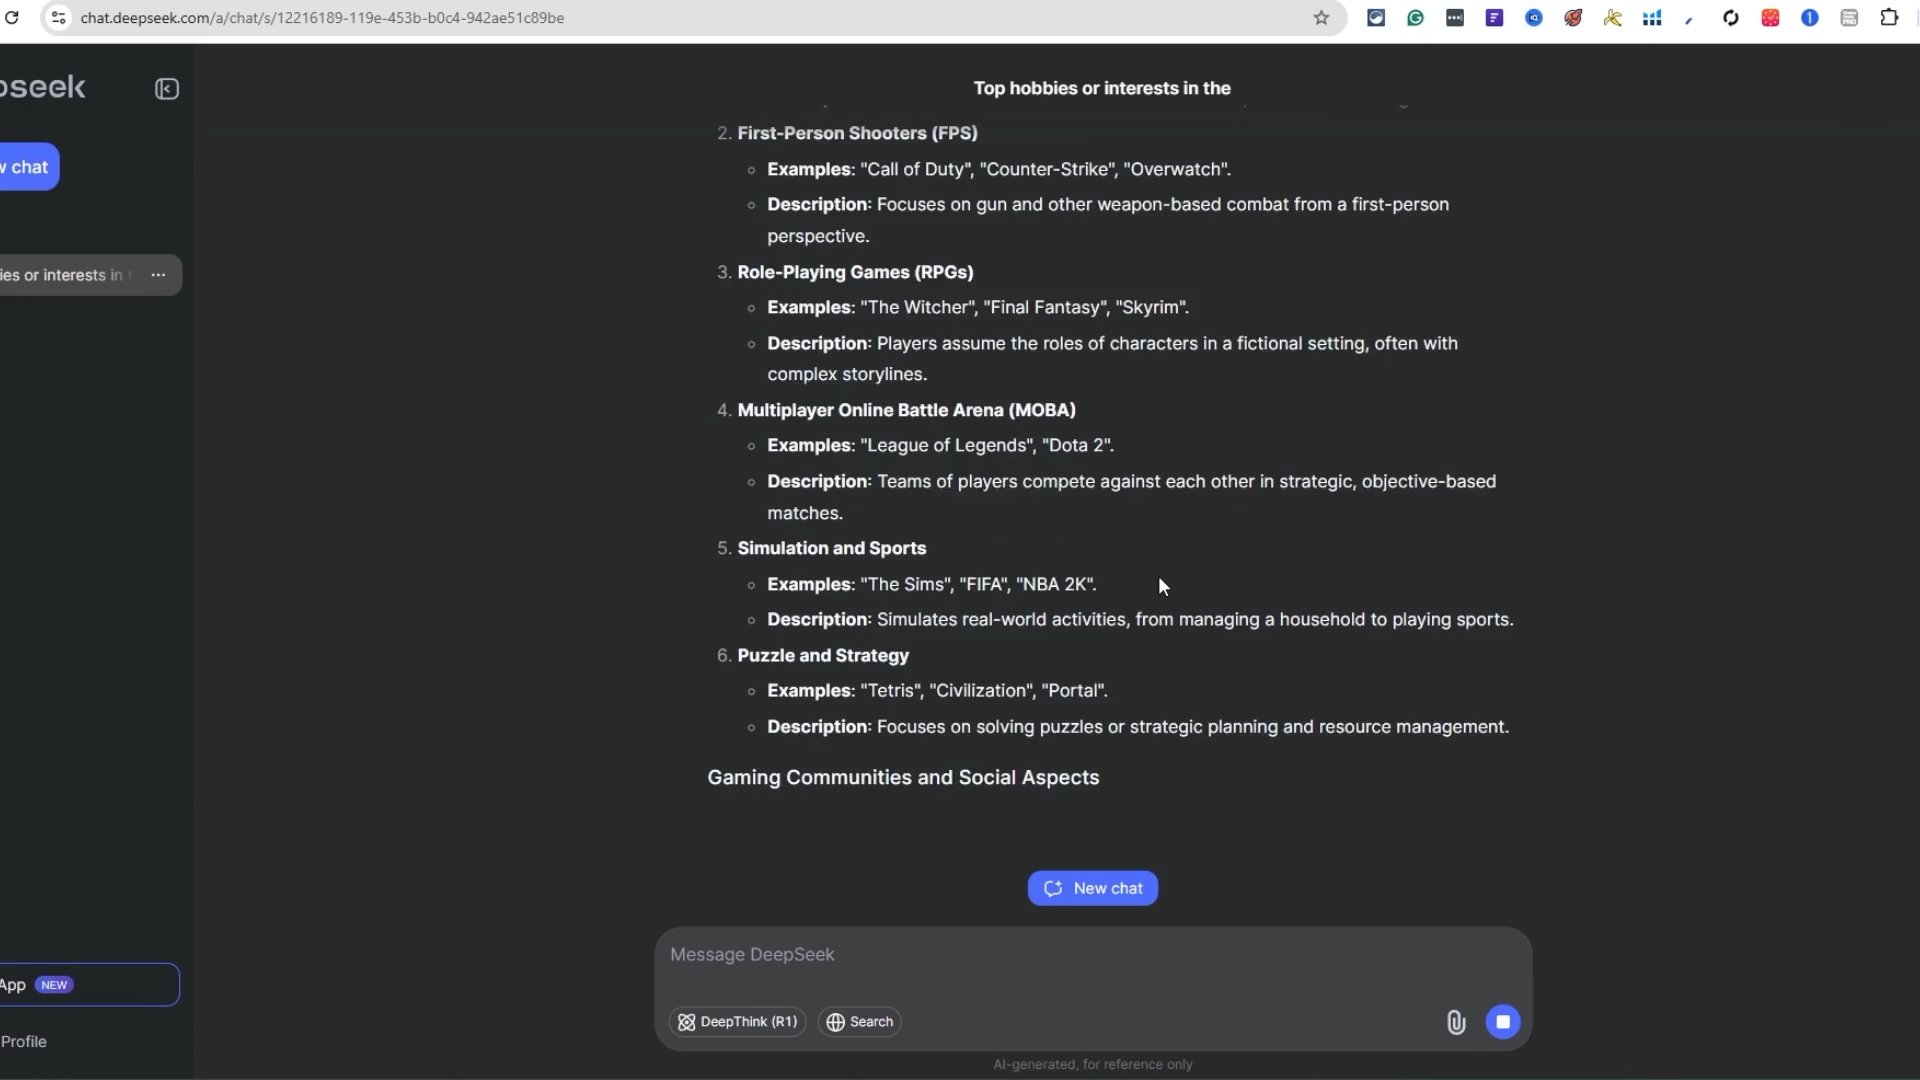 chat.deepseek.com/a/chat/s/12216189-119e-453b-b0c4-942ae51c89be
pseek
w chat
ies or interests in t
App NEW
Profile
Top hobbies or interests in the
2. First-Person Shooters (FPS)
Examples: "Call of Duty", "Counter-Strike", "Overwatch".
Description: Focuses on gun and other weapon-based combat from a first-person
perspective.
3. Role-Playing Games (RPGs)
Examples: "The Witcher", "Final Fantasy", "Skyrim".
Description: Players assume the roles of characters in a fictional setting, often with
complex storylines.
4. Multiplayer Online Battle Arena (MOBA)
Examples: "League of Legends", "Dota 2".
Description: Teams of players compete against each other in strategic, objective-based
matches.
5. Simulation and Sports
Examples: "The Sims", "FIFA", "NBA 2K".
Description: Simulates real-world activities, from managing a household to playing sports.
6. Puzzle and Strategy
Examples: "Tetris", "Civilization", "Portal".
Description: Focuses on solving puzzles or strategic planning and resource management.
Gaming Communities and Social Aspects
New chat
Message DeepSeek
DeepThink (R1) Search
AI-generated, for reference only